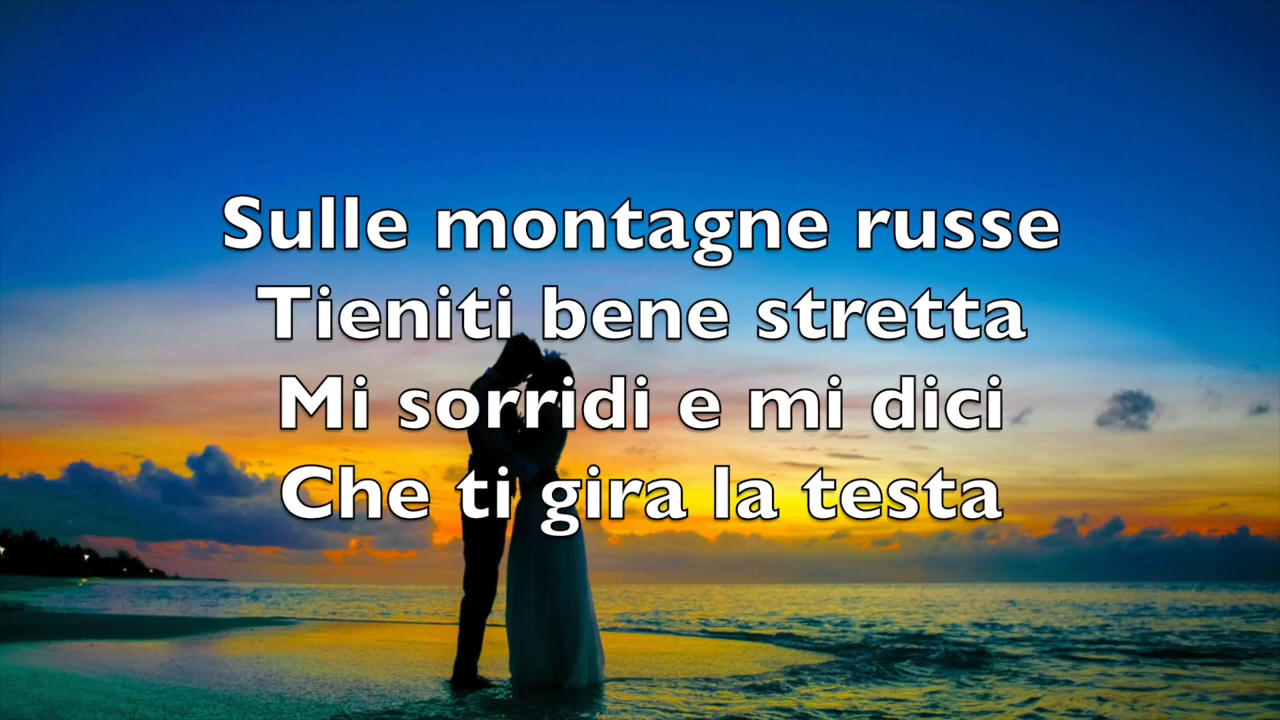 Sulle montagne russe
Tieniti bene stretta
Mi sorridi e mi dici
Che ti gira la testa